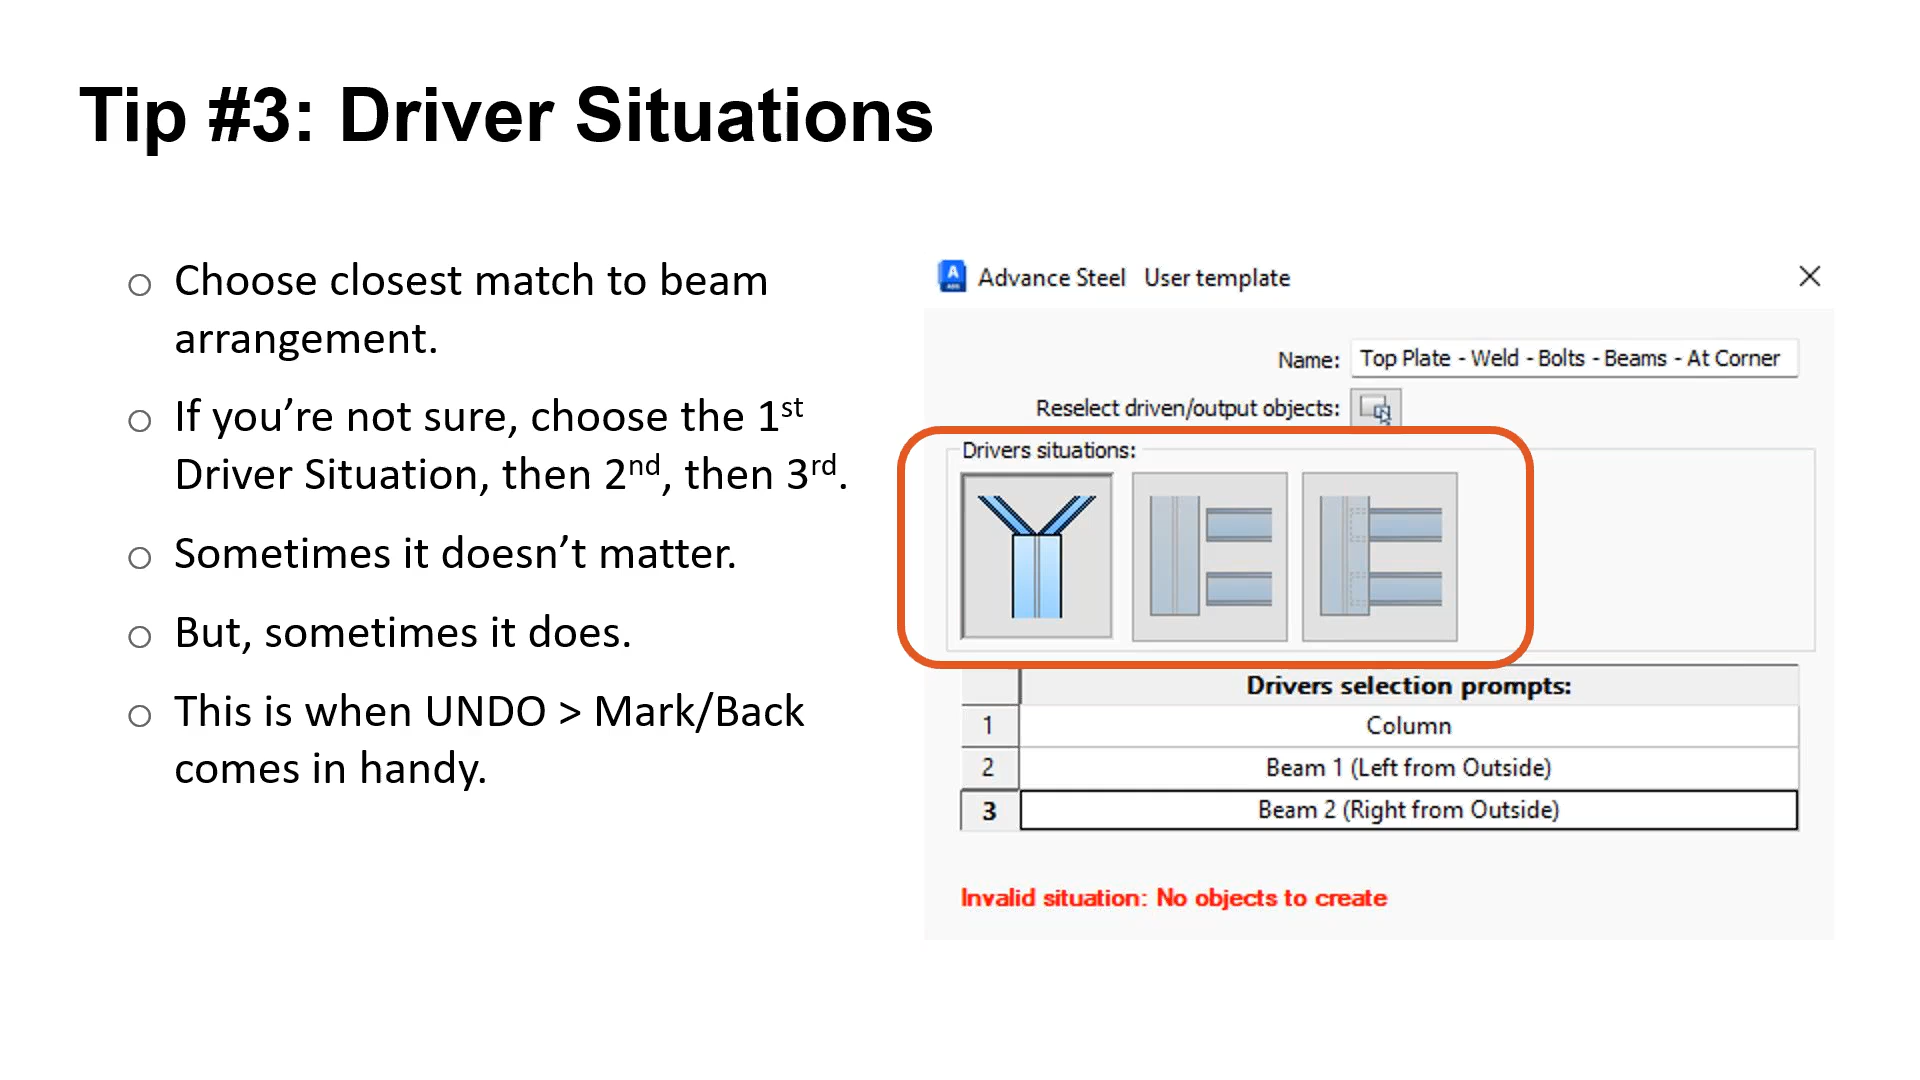 Tip #3: Driver Situations
○ Choose closest match to beam
arrangement.
○ If you’re not sure, choose the 1st
Driver Situation, then 2nd, then 3rd.
○ Sometimes it doesn’t matter.
○ But, sometimes it does.
○ This is when UNDO > Mark/Back
comes in handy.
Advance Steel User template
Name: Top Plate - Weld - Bolts - Beams - At Corner
Reselect driven/output objects:
Drivers situations:
Drivers selection prompts:
1 Column
2 Beam 1 (Left from Outside)
3 Beam 2 (Right from Outside)
Invalid situation: No objects to create